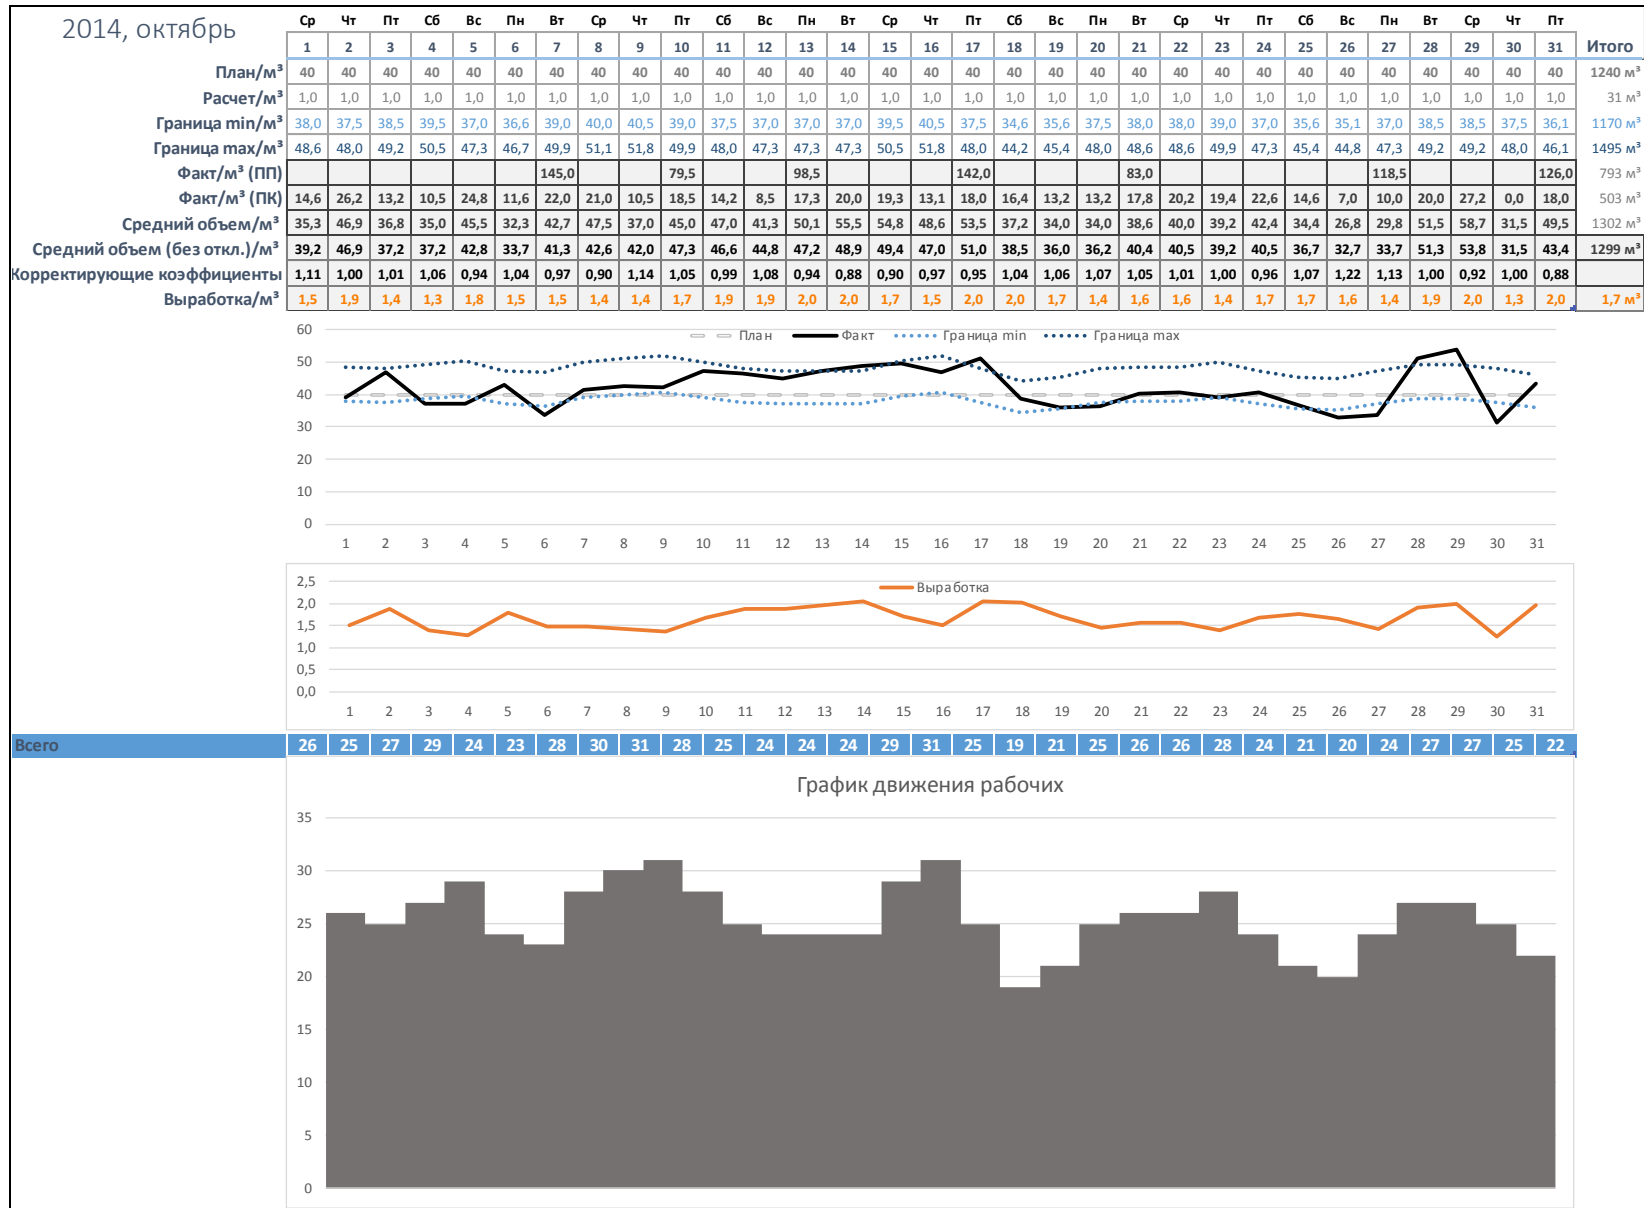 2014, октябрь
Ср Чт Пт Сб Вс Пн Вт Ср Чт Пт Сб Вс Пн Вт Ср Чт Пт Сб Вс Пн Вт Ср Чт Пт Сб Вс Пн Вт Ср Чт Пт
1 2 3 4 5 6 7 8 9 10 11 12 13 14 15 16 17 18 19 20 21 22 23 24 25 26 27 28 29 30 31 Итого
План/м³ 40 40 40 40 40 40 40 40 40 40 40 40 40 40 40 40 40 40 40 40 40 40 40 40 40 40 40 40 40 40 40 1240 м³
Расчет/м³ 1,0 1,0 1,0 1,0 1,0 1,0 1,0 1,0 1,0 1,0 1,0 1,0 1,0 1,0 1,0 1,0 1,0 1,0 1,0 1,0 1,0 1,0 1,0 1,0 1,0 1,0 1,0 1,0 1,0 1,0 1,0 31 м³
Граница min/м³ 38,0 37,5 38,5 39,5 37,0 36,6 39,0 40,0 40,5 39,0 37,5 37,0 37,0 37,0 39,5 40,5 37,5 34,6 35,6 37,5 38,0 38,0 39,0 37,0 35,6 35,1 37,0 38,5 38,5 37,5 36,1 1170 м³
Граница max/м³ 48,6 48,0 49,2 50,5 47,3 46,7 49,9 51,1 51,8 49,9 48,0 47,3 47,3 47,3 50,5 51,8 48,0 44,2 45,4 48,0 48,6 48,6 49,9 47,3 45,4 44,8 47,3 49,2 49,2 48,0 46,1 1495 м³
Факт/м³ (ПП) 145,0 79,5 98,5 142,0 83,0 118,5 126,0 793 м³
Факт/м³ (ПК) 14,6 26,2 13,2 10,5 24,8 11,6 22,0 21,0 10,5 18,5 14,2 8,5 17,3 20,0 19,3 13,1 18,0 16,4 13,2 13,2 17,8 20,2 19,4 22,6 14,6 7,0 10,0 20,0 27,2 0,0 18,0 503 м³
Средний объем/м³ 35,3 46,9 36,8 35,0 45,5 32,3 42,7 47,5 37,0 45,0 47,0 41,3 50,1 55,5 54,8 48,6 53,5 37,2 34,0 34,0 38,6 40,0 39,2 42,4 34,4 26,8 29,8 51,5 58,7 31,5 49,5 1302 м³
Средний объем (без откл.)/м³ 39,2 46,9 37,2 37,2 42,8 33,7 41,3 42,6 42,0 47,3 46,6 44,8 47,2 48,9 49,4 47,0 51,0 38,5 36,0 36,2 40,4 40,5 39,2 40,5 36,7 32,7 33,7 51,3 53,8 31,5 43,4 1299 м³
Корректирующие коэффициенты 1,11 1,00 1,01 1,06 0,94 1,04 0,97 0,90 1,14 1,05 0,99 1,08 0,94 0,88 0,90 0,97 0,95 1,04 1,06 1,07 1,05 1,01 1,00 0,96 1,07 1,22 1,13 1,00 0,92 1,00 0,88
Выработка/м³ 1,5 1,9 1,4 1,3 1,8 1,5 1,5 1,4 1,4 1,7 1,9 1,9 2,0 2,0 1,7 1,5 2,0 2,0 1,7 1,4 1,6 1,6 1,4 1,7 1,7 1,6 1,4 1,9 2,0 1,3 2,0 1,7 м³
План Факт Граница min Граница max
60
50
40
30
20
10
0
1 2 3 4 5 6 7 8 9 10 11 12 13 14 15 16 17 18 19 20 21 22 23 24 25 26 27 28 29 30 31
Выработка
2,5
2,0
1,5
1,0
0,5
0,0
1 2 3 4 5 6 7 8 9 10 11 12 13 14 15 16 17 18 19 20 21 22 23 24 25 26 27 28 29 30 31
Всего 26 25 27 29 24 23 28 30 31 28 25 24 24 24 29 31 25 19 21 25 26 26 28 24 21 20 24 27 27 25 22
График движения рабочих
35
30
25
20
15
10
5
0